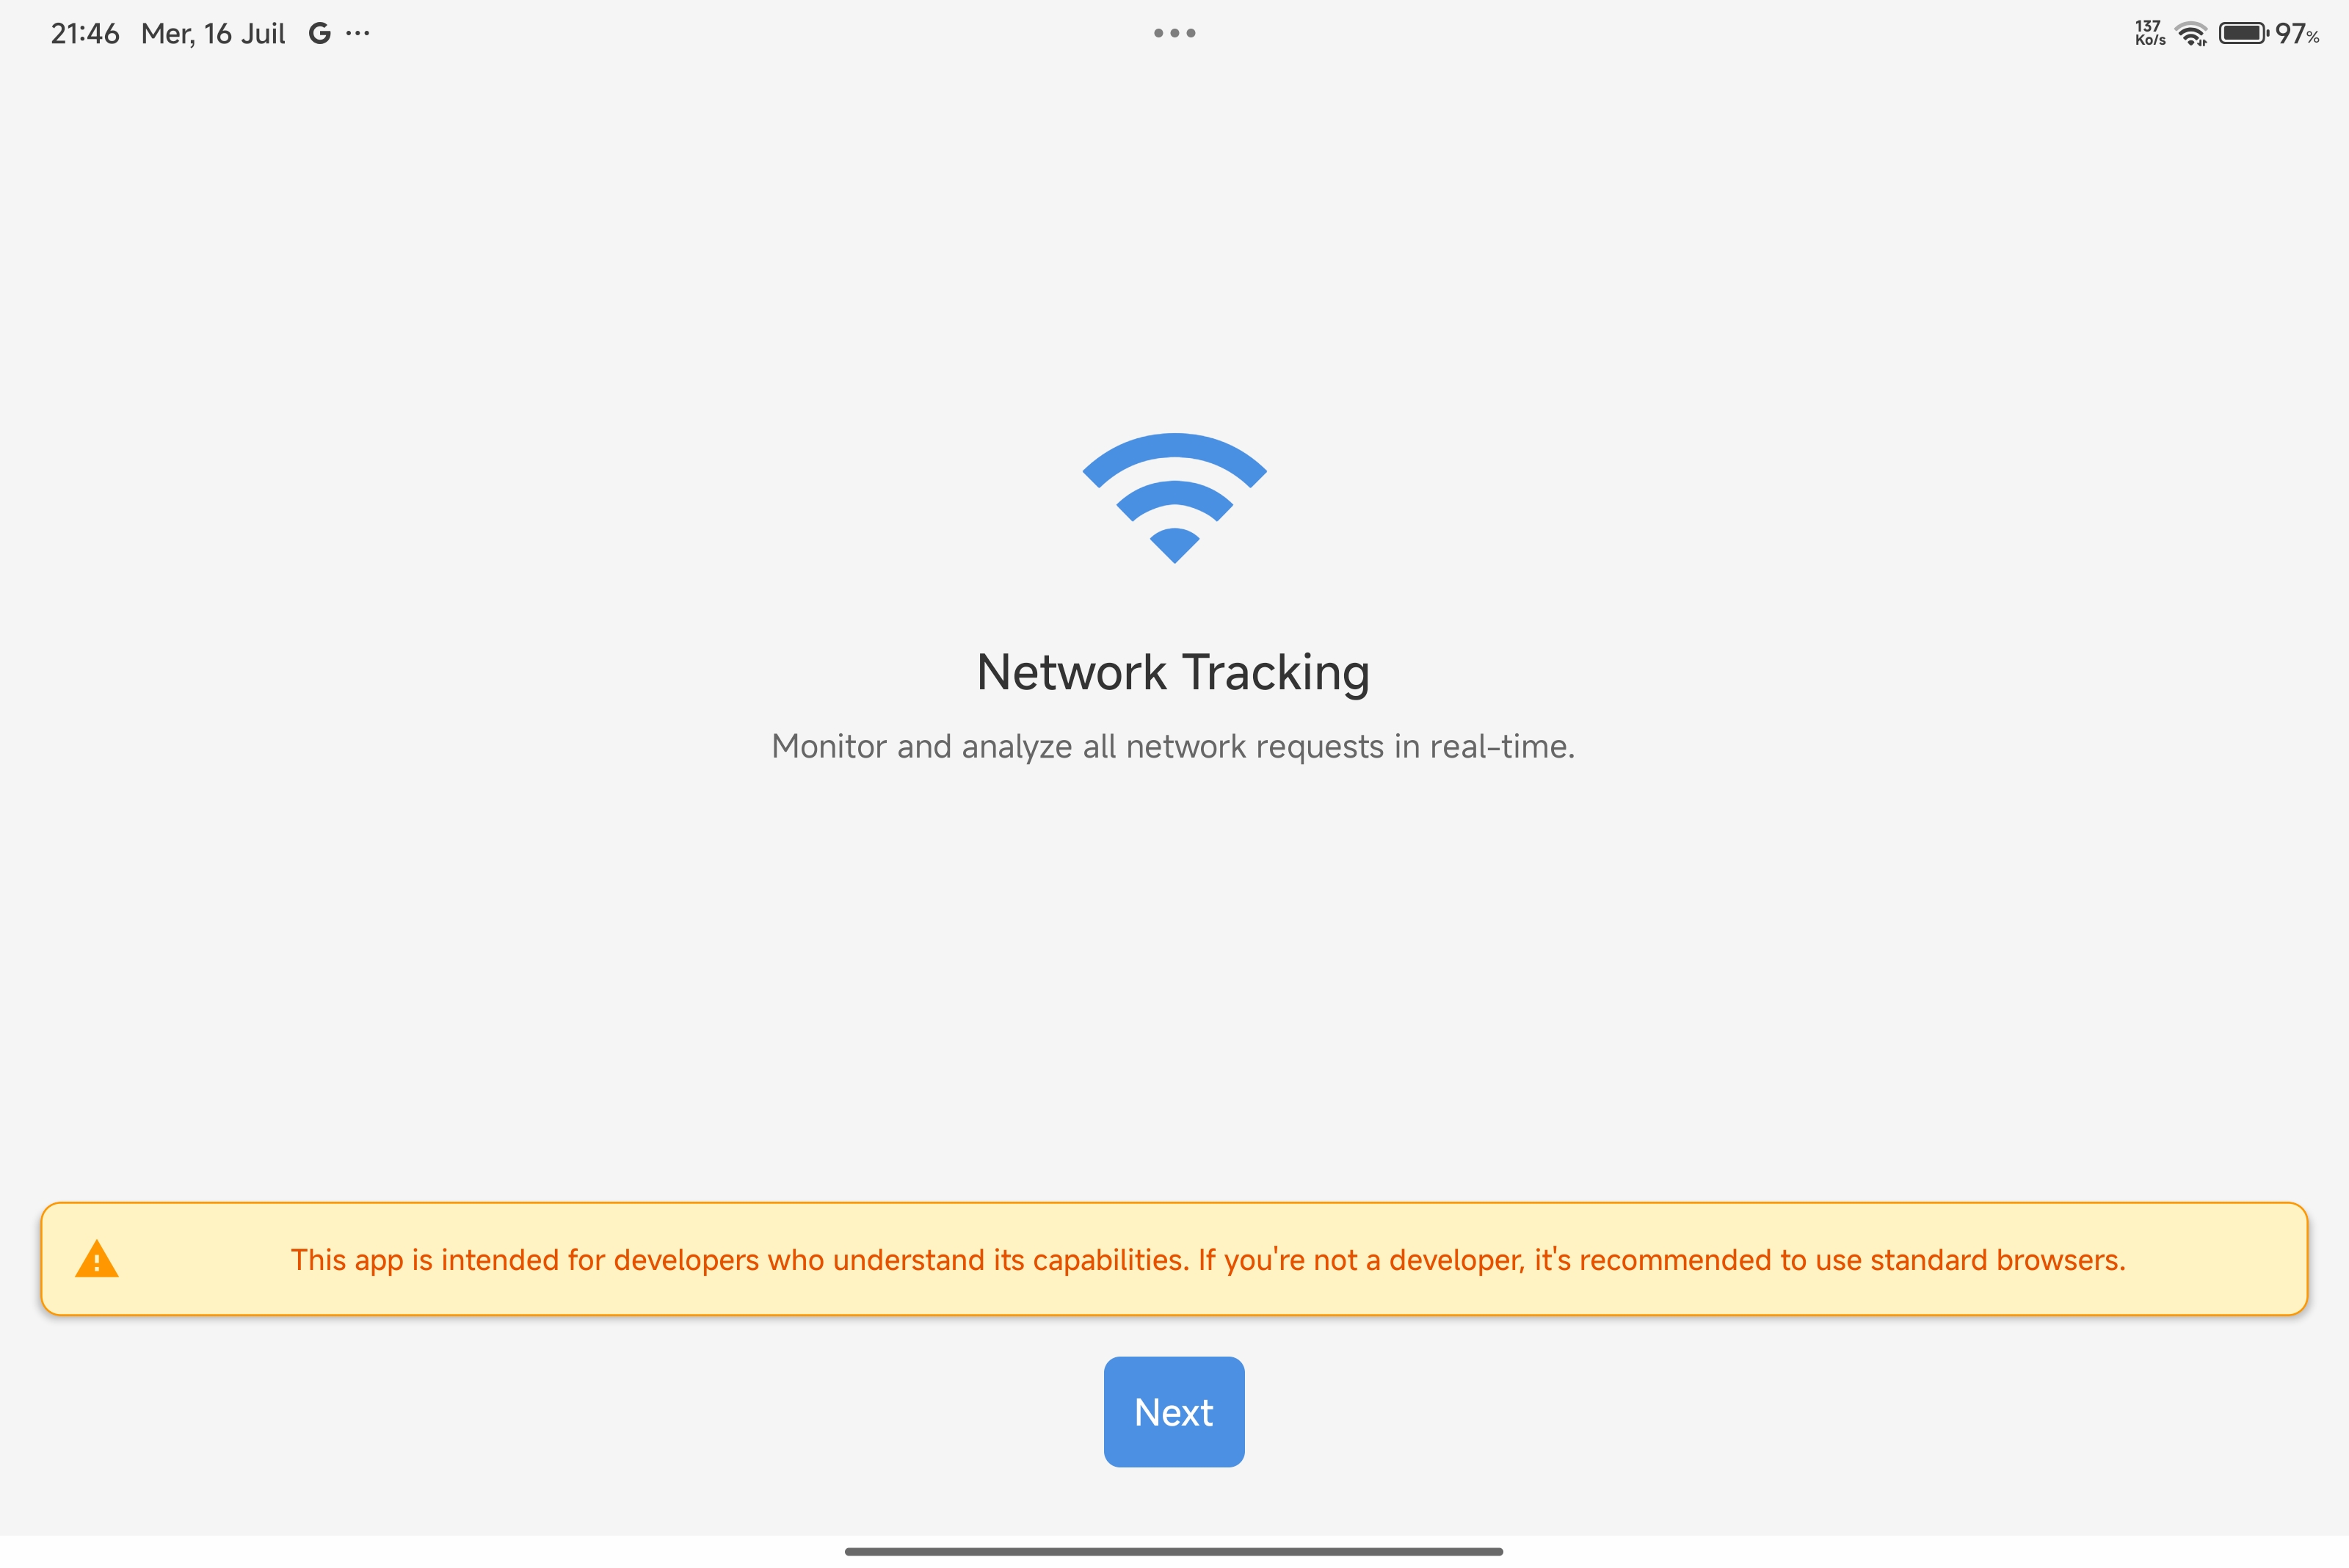 21:46 Mer, 16 Juil G ...
137 Ko/s 97%
Network Tracking
Monitor and analyze all network requests in real-time.
This app is intended for developers who understand its capabilities. If you're not a developer, it's recommended to use standard browsers.
Next